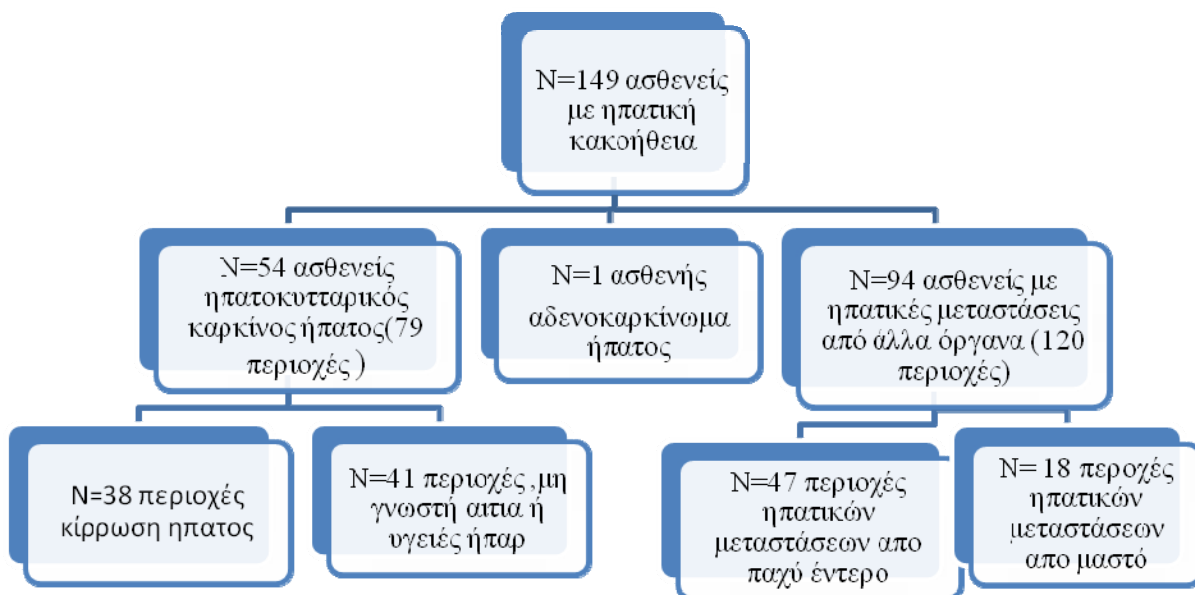 N=149 ασθενείς
με ηπατική
κακοήθεια
N=54 ασθενείς
ηπατοκυτταρικός
καρκίνος ήπατος(79
περιοχές )
N=1 ασθενής
αδενοκαρκίνωμα
ήπατος
N=94 ασθενείς με
ηπατικές μεταστάσεις
από άλλα όργανα (120
περιοχές)
N=38 περιοχές
κίρρωση ηπατος
N=41 περιοχές ,μη
γνωστή αιτια ή
υγειές ήπαρ
N=47 περιοχές
ηπατικών
μεταστάσεων απο
παχύ έντερο
N= 18 περοχές
ηπατικών
μεταστάσεων
απο μαστό